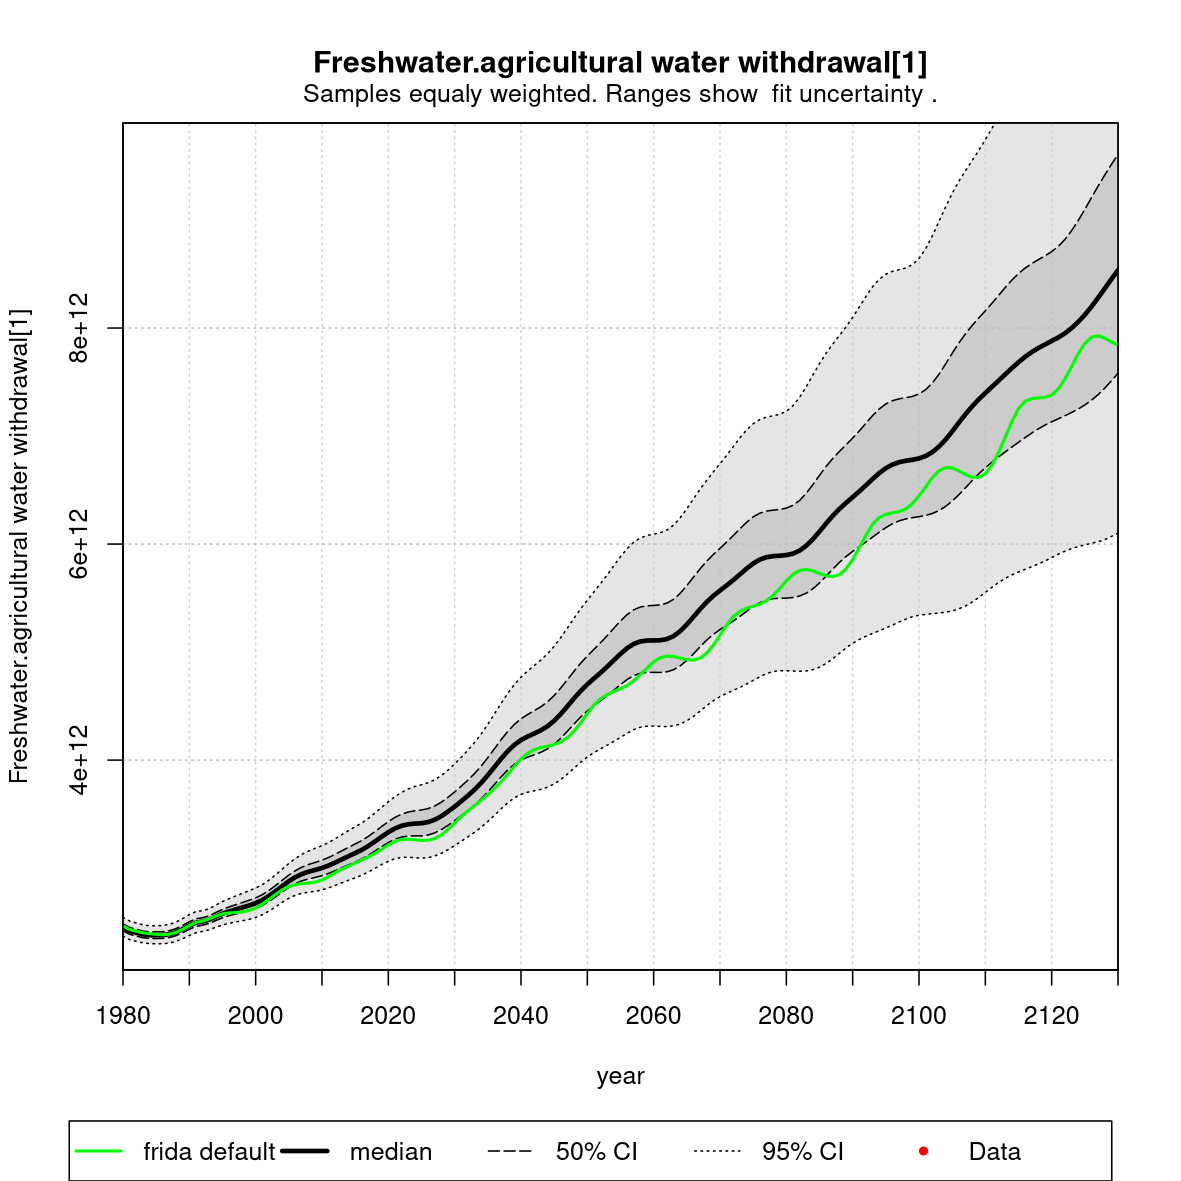 Freshwater.agricultural water withdrawal[1]
Samples equaly weighted. Ranges show  fit uncertainty .
Freshwater.agricultural water withdrawal[1]
8e+12
6e+12
4e+12
1980 2000 2020 2040 2060 2080 2100 2120
year
frida default median 50% CI 95% CI Data